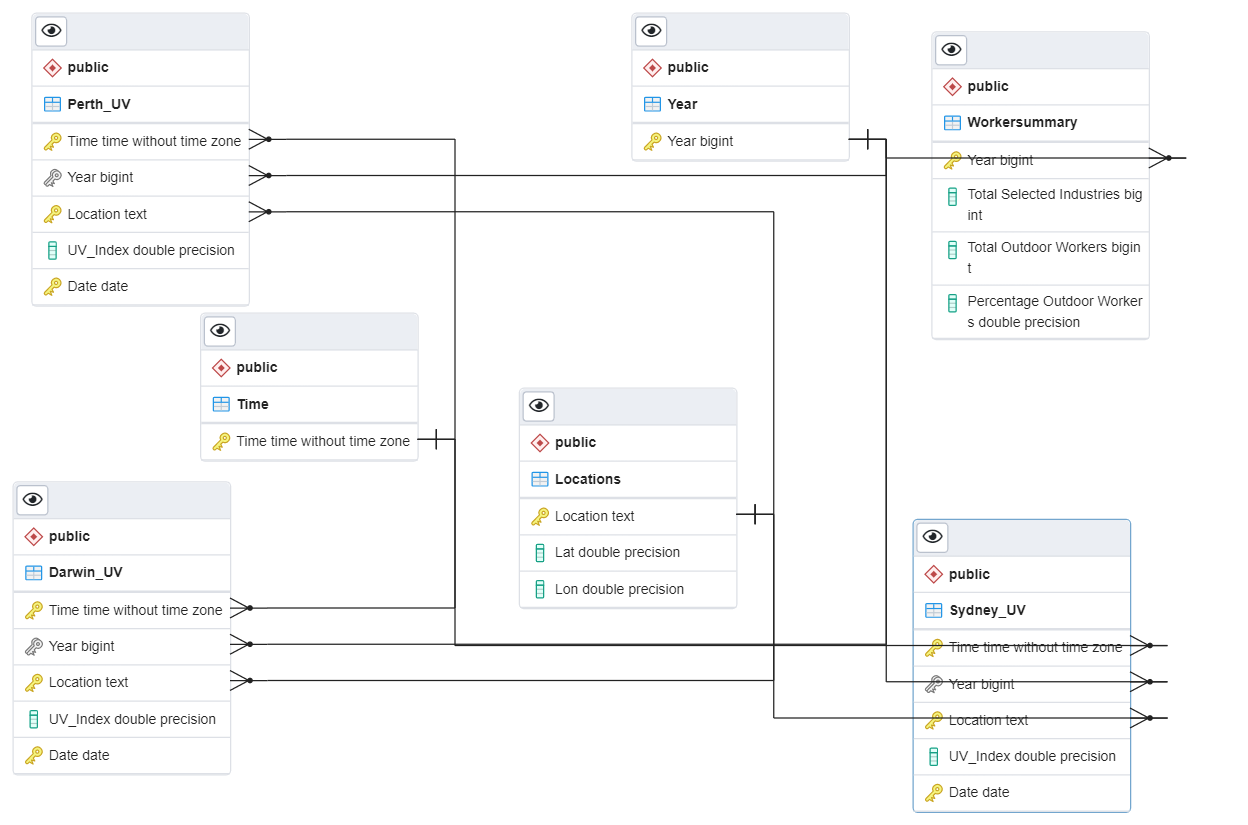 public
Perth_UV
Time time without time zone
Year bigint
Location text
UV_Index double precision
Date date
public
Year
Year bigint
public
Workersummary
Year bigint
Total Selected Industries big
int
Total Outdoor Workers bigin
t
Percentage Outdoor Worker
s double precision
public
Time
Time time without time zone
public
Locations
Location text
Lat double precision
Lon double precision
public
Darwin_UV
Time time without time zone
Year bigint
Location text
UV_Index double precision
Date date
public
Sydney_UV
Time time without time zone
Year bigint
Location text
UV_Index double precision
Date date